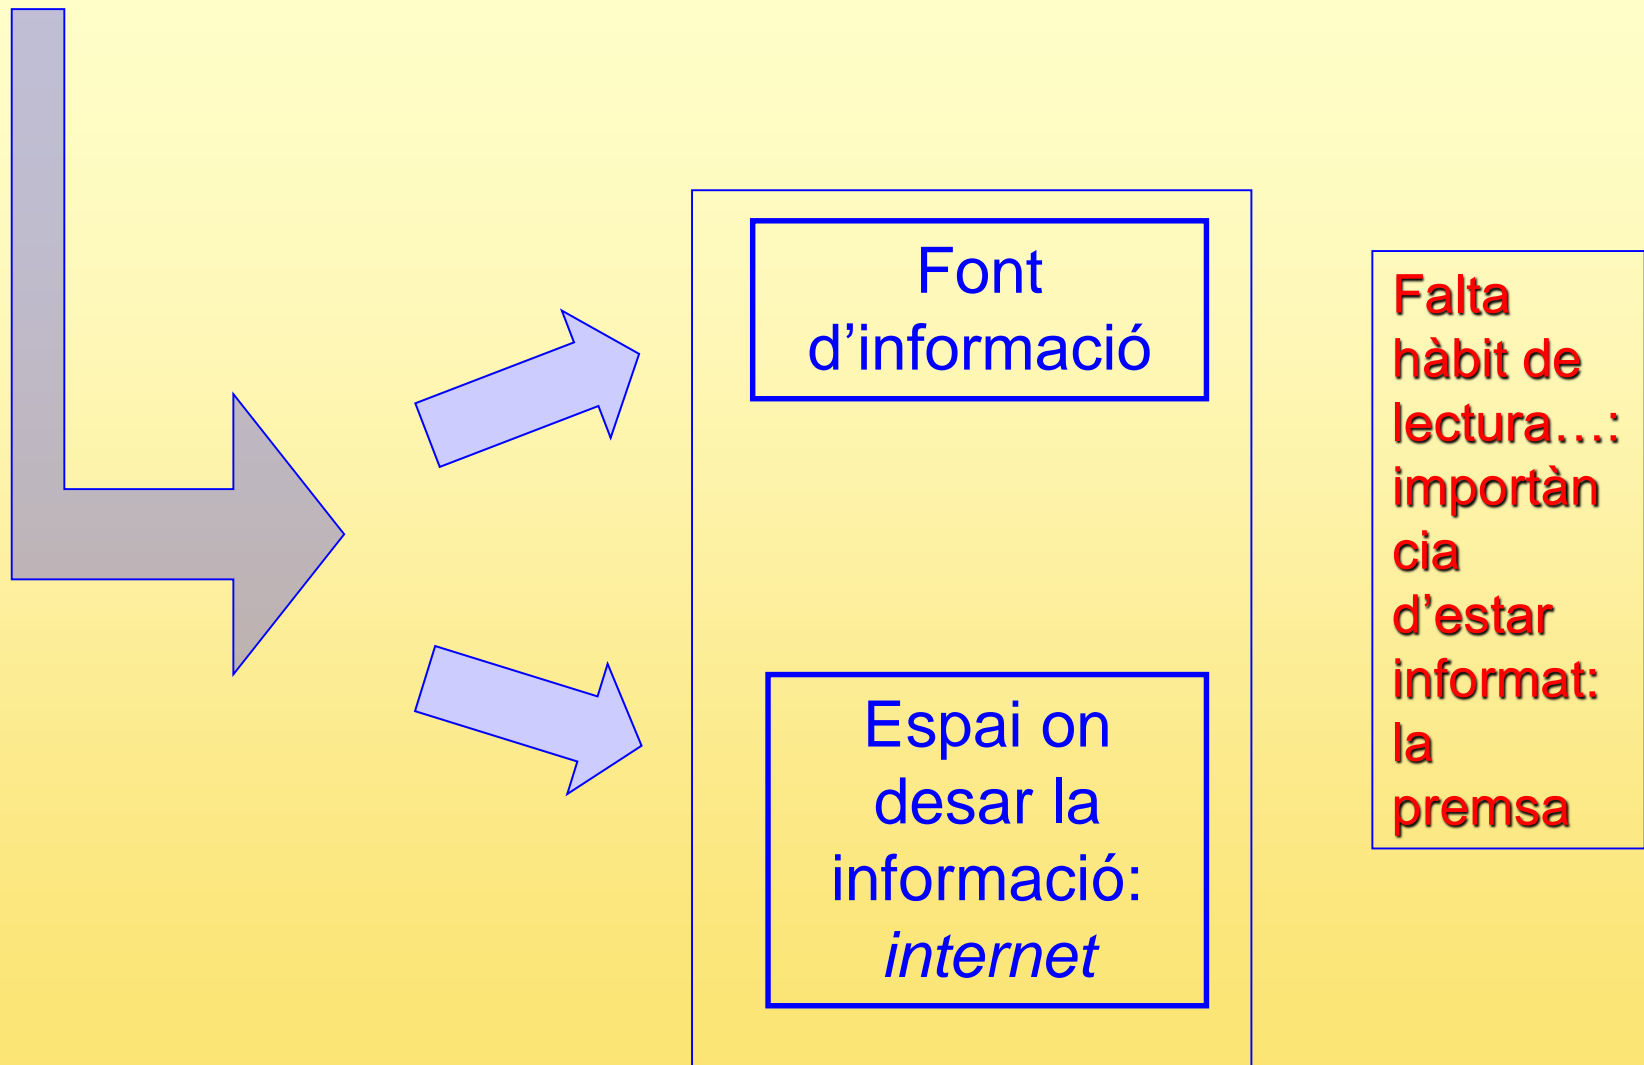 Font
d’informació
Espai on
desar la
informació:
internet
Falta
hàbit de
lectura…:
importàn
cia
d’estar
informat:
la
premsa